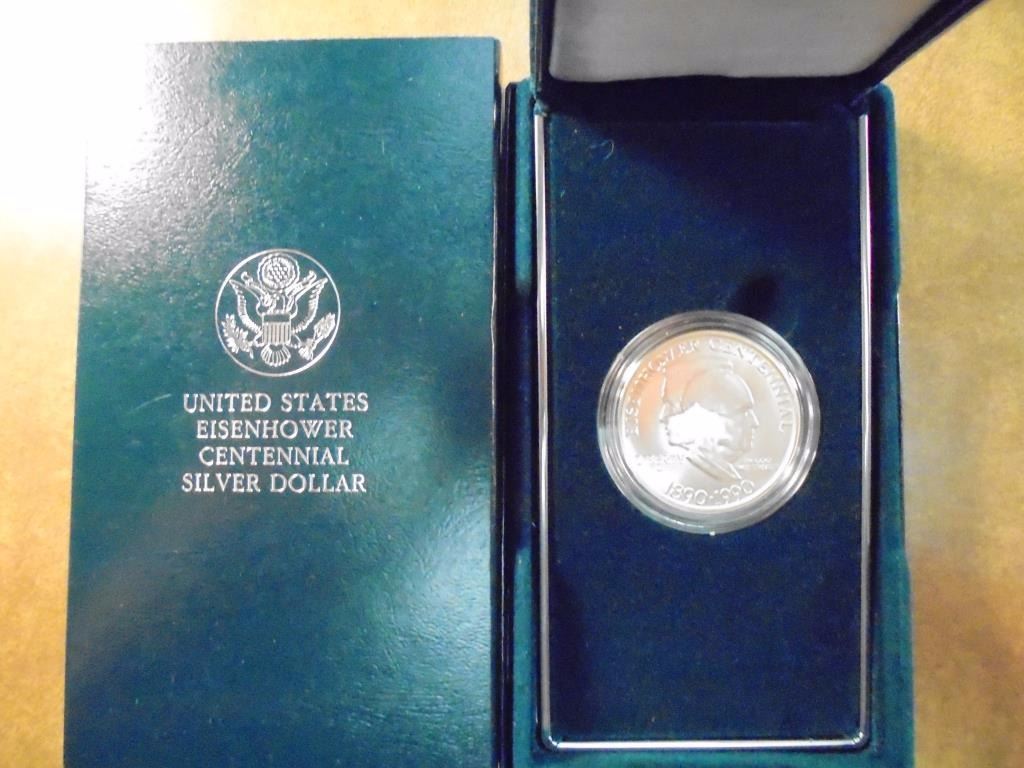 UNITED STATES
EISENHOWER
CENTENNIAL
SILVER DOLLAR
EISENHOWER CENTENNIAL
1890-1990